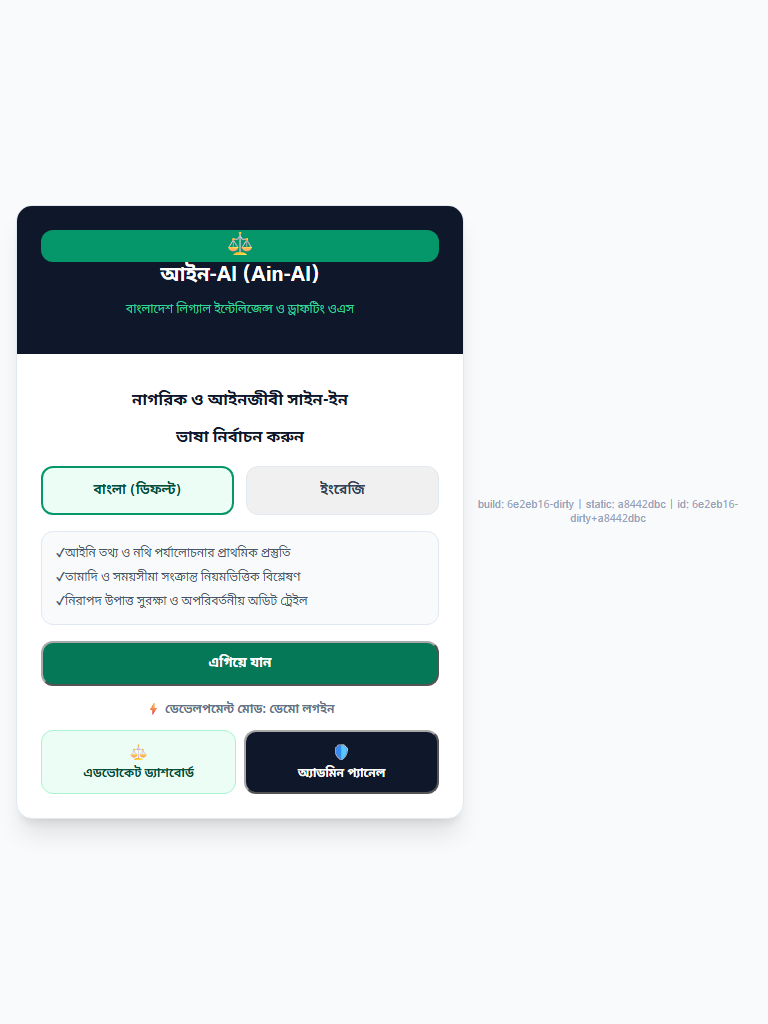 আইন-AI (Ain-AI)
বাংলাদেশ লিগ্যাল ইন্টেলিজেন্স ও ড্রাফটিং ওএস
নাগরিক ও আইনজীবী সাইন-ইন
ভাষা নির্বাচন করুন
বাংলা (ডিফল্ট)
ইংরেজি
✓আইনি তথ্য ও নথি পর্যালোচনার প্রাথমিক প্রস্তুতি
✓তামাদি ও সময়সীমা সংক্রান্ত নিয়মভিত্তিক বিশ্লেষণ
✓নিরাপদ উপাত্ত সুরক্ষা ও অপরিবর্তনীয় অডিট ট্রেইল
এগিয়ে যান
⚡ ডেভেলপমেন্ট মোড: ডেমো লগইন
এডভোকেট ড্যাশবোর্ড
অ্যাডমিন প্যানেল
build: 6e2eb16-dirty | static: a8442dbc | id: 6e2eb16-
dirty+a8442dbc